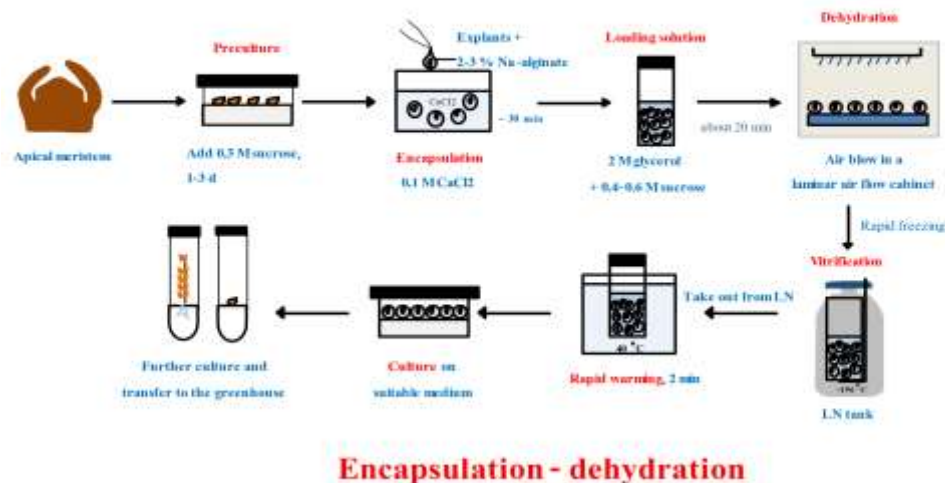 Dehydration
Preculture
Explants +
2-3 % Na-alginate
Loading solution
CaCl2
~ 30 min
about 20 min
Apical meristem
Add 0.5 M sucrose,
1-3 d
Encapsulation
0.1 M CaCl2
2 M glycerol
+ 0.4-0.6 M sucrose
Air blow in a
laminar air flow cabinet
Rapid freezing
Vitrification
Take out from LN
40 °C
-196 °C
Further culture and
transfer to the greenhouse
Culture on
suitable medium
Rapid warming, 2 min
LN tank
Encapsulation - dehydration